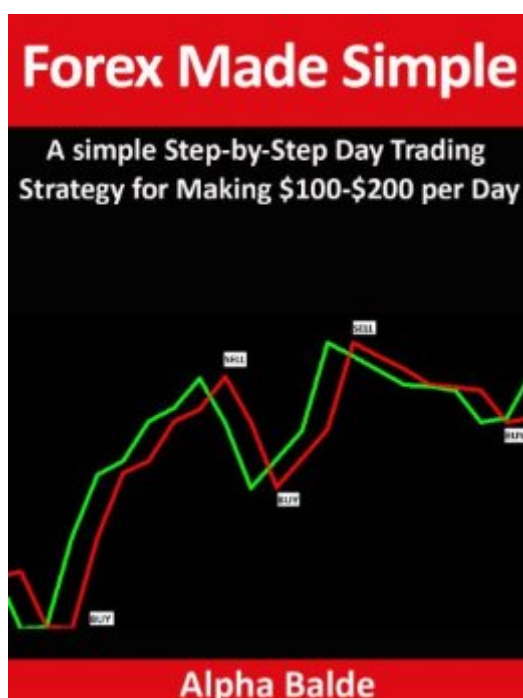 Forex Made Simple
A simple Step-by-Step Day Trading
Strategy for Making $100-$200 per Day
SELL
SELL
BUY
BUY
BUY
Alpha Balde